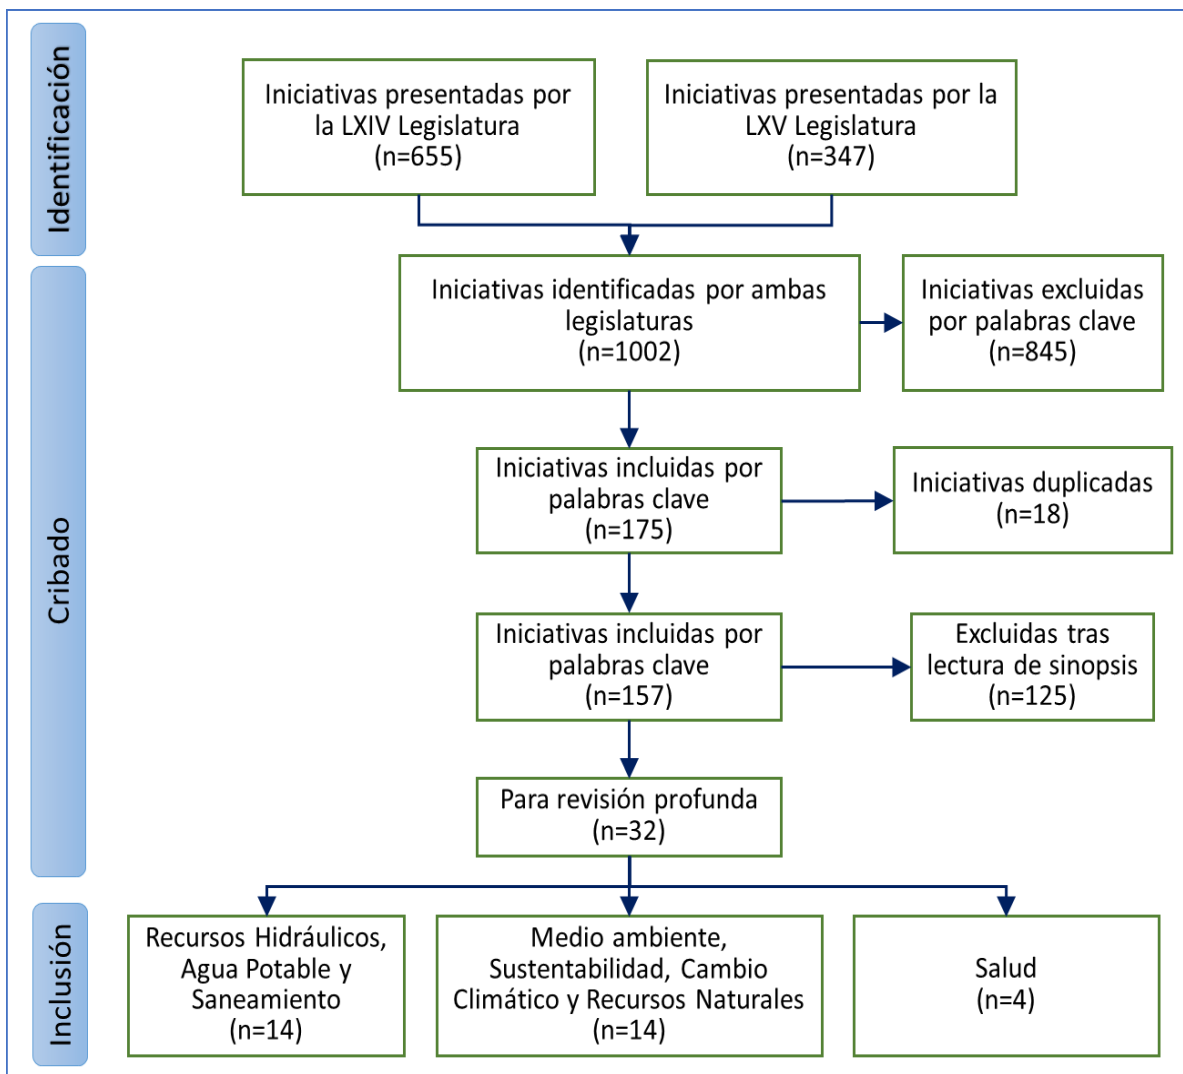 Identificación
Iniciativas presentadas por
la LXIV Legislatura
(n=655)
Iniciativas presentadas por la
LXV Legislatura
(n=347)
Cribado
Iniciativas identificadas por ambas
legislaturas
(n=1002)
Iniciativas excluidas
por palabras clave
(n=845)
Iniciativas incluidas por
palabras clave
(n=175)
Iniciativas duplicadas
(n=18)
Iniciativas incluidas por
palabras clave
(n=157)
Excluidas tras
lectura de sinopsis
(n=125)
Para revisión profunda
(n=32)
Inclusión
Recursos Hidráulicos,
Agua Potable y
Saneamiento
(n=14)
Medio ambiente,
Sustentabilidad, Cambio
Climático y Recursos Naturales
(n=14)
Salud
(n=4)